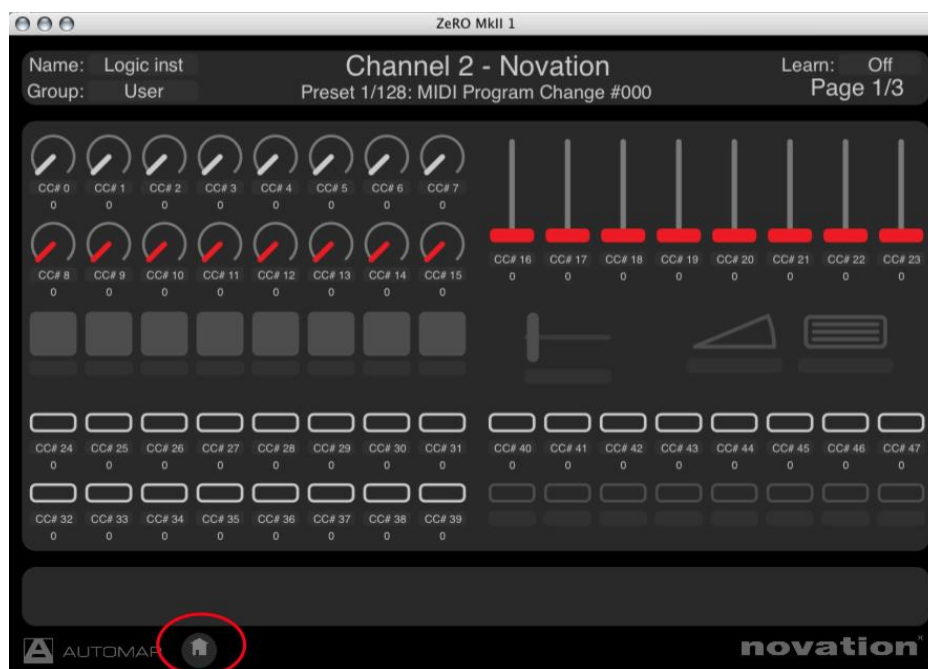 ZeRO MkII 1
Name: Logic inst
Channel 2 - Novation
Learn: Off
Group: User
Preset 1/128: MIDI Program Change #000
Page 1/3
CC# 0 CC# 1 CC# 2 CC# 3 CC# 4 CC# 5 CC# 6 CC# 7
0 0 0 0 0 0 0 0
CC# 8 CC# 9 CC# 10 CC# 11 CC# 12 CC# 13 CC# 14 CC# 15
0 0 0 0 0 0 0 0
CC# 16 CC# 17 CC# 18 CC# 19 CC# 20 CC# 21 CC# 22 CC# 23
0 0 0 0 0 0 0 0
CC# 24 CC# 25 CC# 26 CC# 27 CC# 28 CC# 29 CC# 30 CC# 31
0 0 0 0 0 0 0 0
CC# 32 CC# 33 CC# 34 CC# 35 CC# 36 CC# 37 CC# 38 CC# 39
0 0 0 0 0 0 0 0
CC# 40 CC# 41 CC# 42 CC# 43 CC# 44 CC# 45 CC# 46 CC# 47
0 0 0 0 0 0 0 0
AUTOMAP
novation